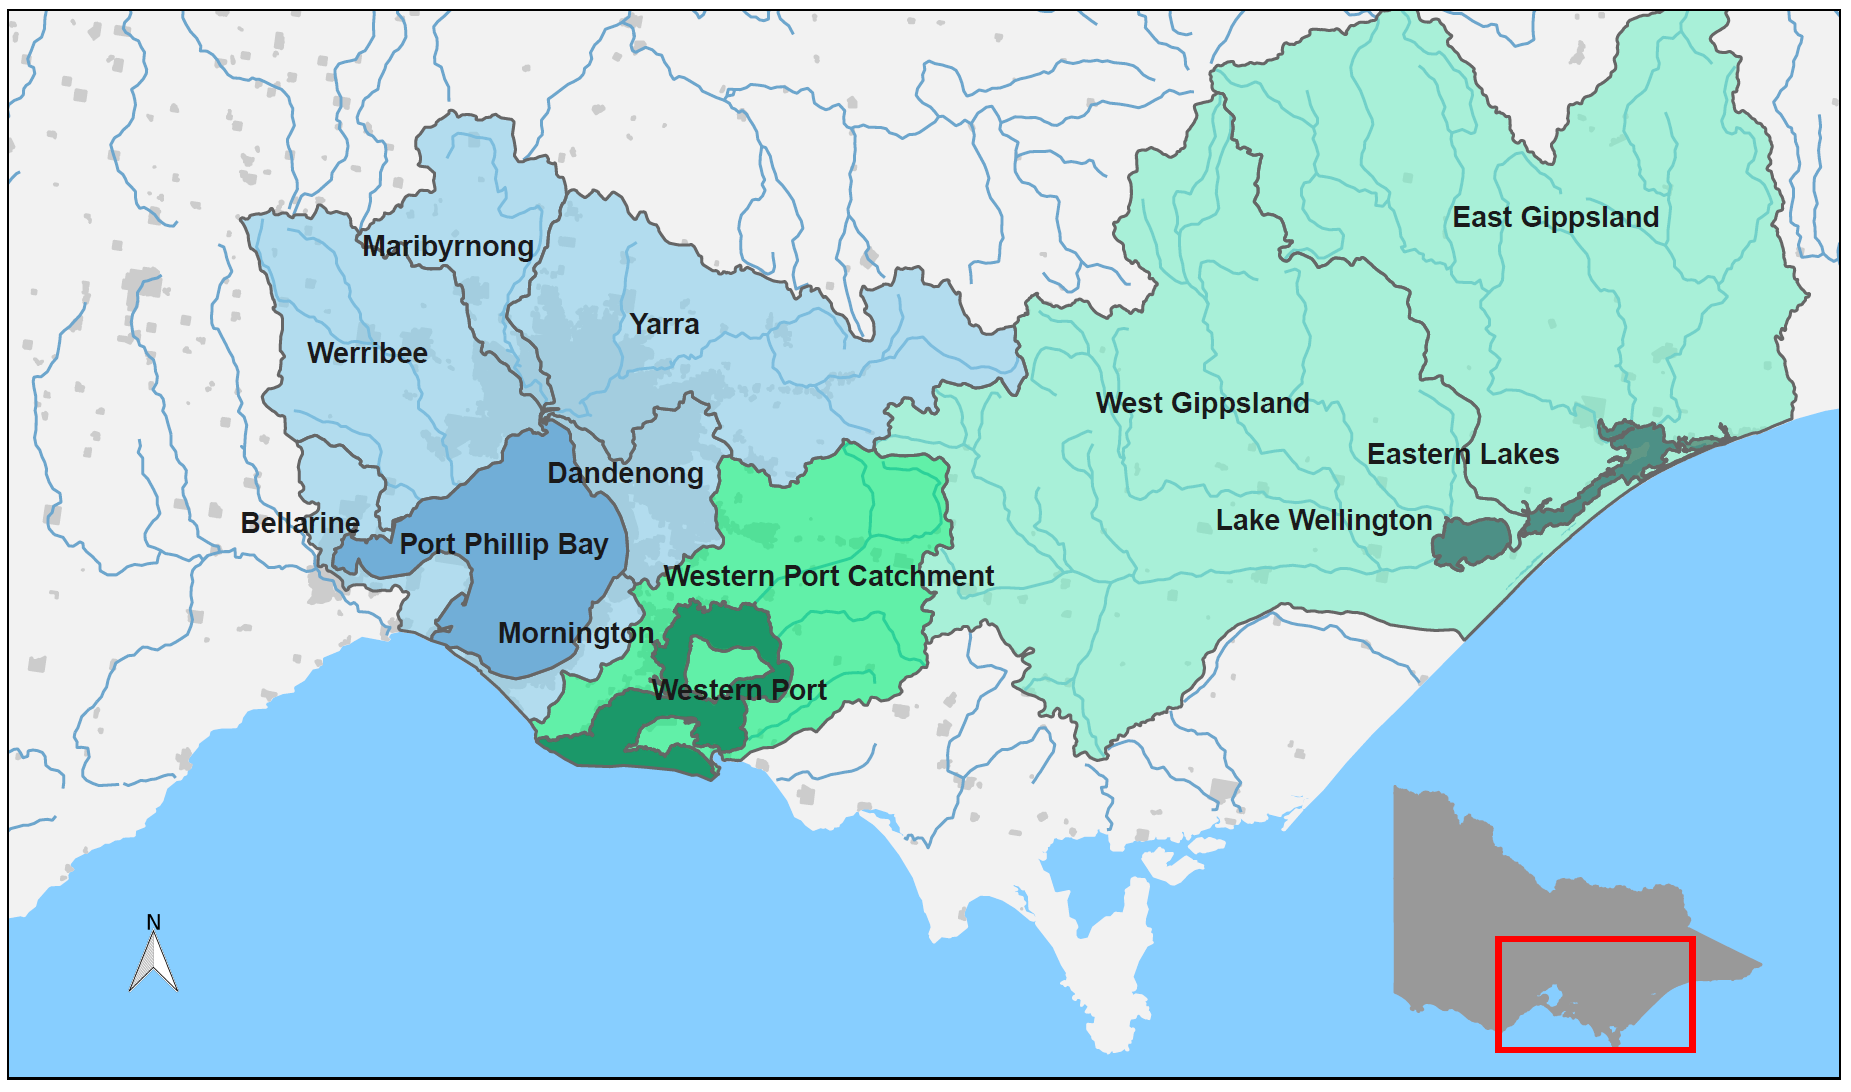 East Gippsland
Maribyrnong
Yarra
Werribee
West Gippsland
Eastern Lakes
Dandenong
Lake Wellington
Bellarine
Port Phillip Bay
Western Port Catchment
Mornington
Western Port
N